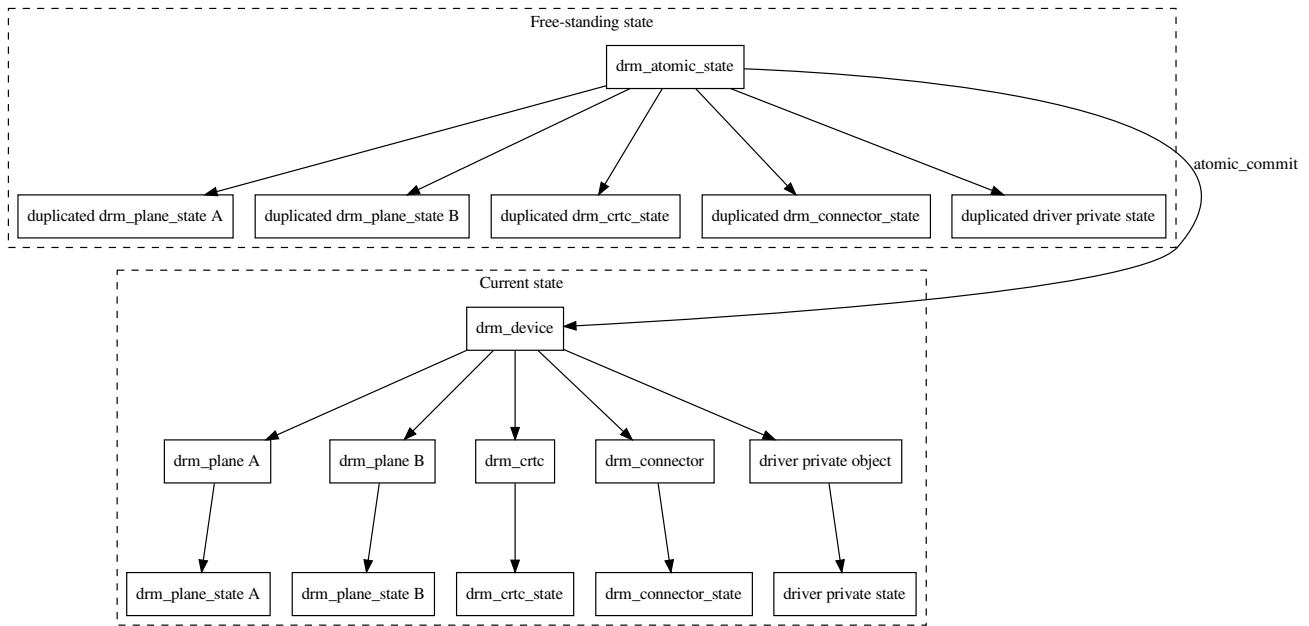 Free-standing state
drm_atomic_state
atomic_commit
duplicated drm_plane_state A
duplicated drm_plane_state B
duplicated drm_crtc_state
duplicated drm_connector_state
duplicated driver private state
Current state
drm_device
drm_plane A
drm_plane B
drm_crtc
drm_connector
driver private object
drm_plane_state A
drm_plane_state B
drm_crtc_state
drm_connector_state
driver private state